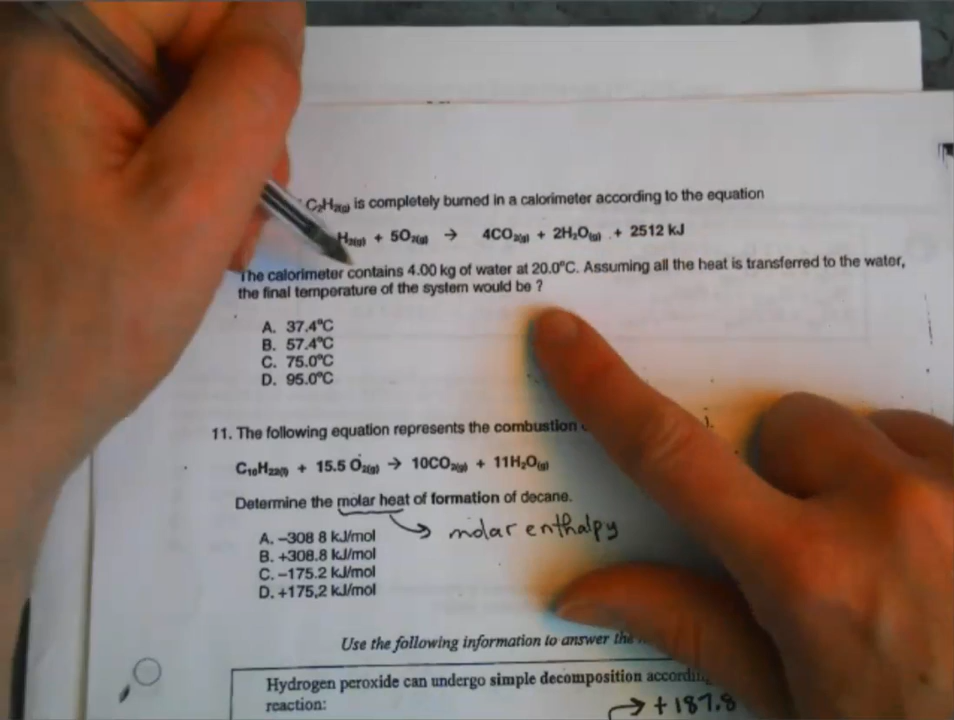 C₂H₂₍g₎ is completely burned in a calorimeter according to the equation
H₂₍g₎ + 5O₂₍g₎ → 4CO₂₍g₎ + 2H₂O₍g₎ + 2512 kJ
The calorimeter contains 4.00 kg of water at 20.0°C. Assuming all the heat is transferred to the water,
the final temperature of the system would be ?
A. 37.4°C
B. 57.4°C
C. 75.0°C
D. 95.0°C
11. The following equation represents the combustion
C₁₀H₂₂₍l₎ + 15.5 O₂₍g₎ → 10CO₂₍g₎ + 11H₂O₍g₎
Determine the molar heat of formation of decane.
→ molar enthalpy
A. –308 8 kJ/mol
B. +308.8 kJ/mol
C. –175.2 kJ/mol
D. +175,2 kJ/mol
Use the following information to answer the
Hydrogen peroxide can undergo simple decomposition
reaction:
→ +187.8